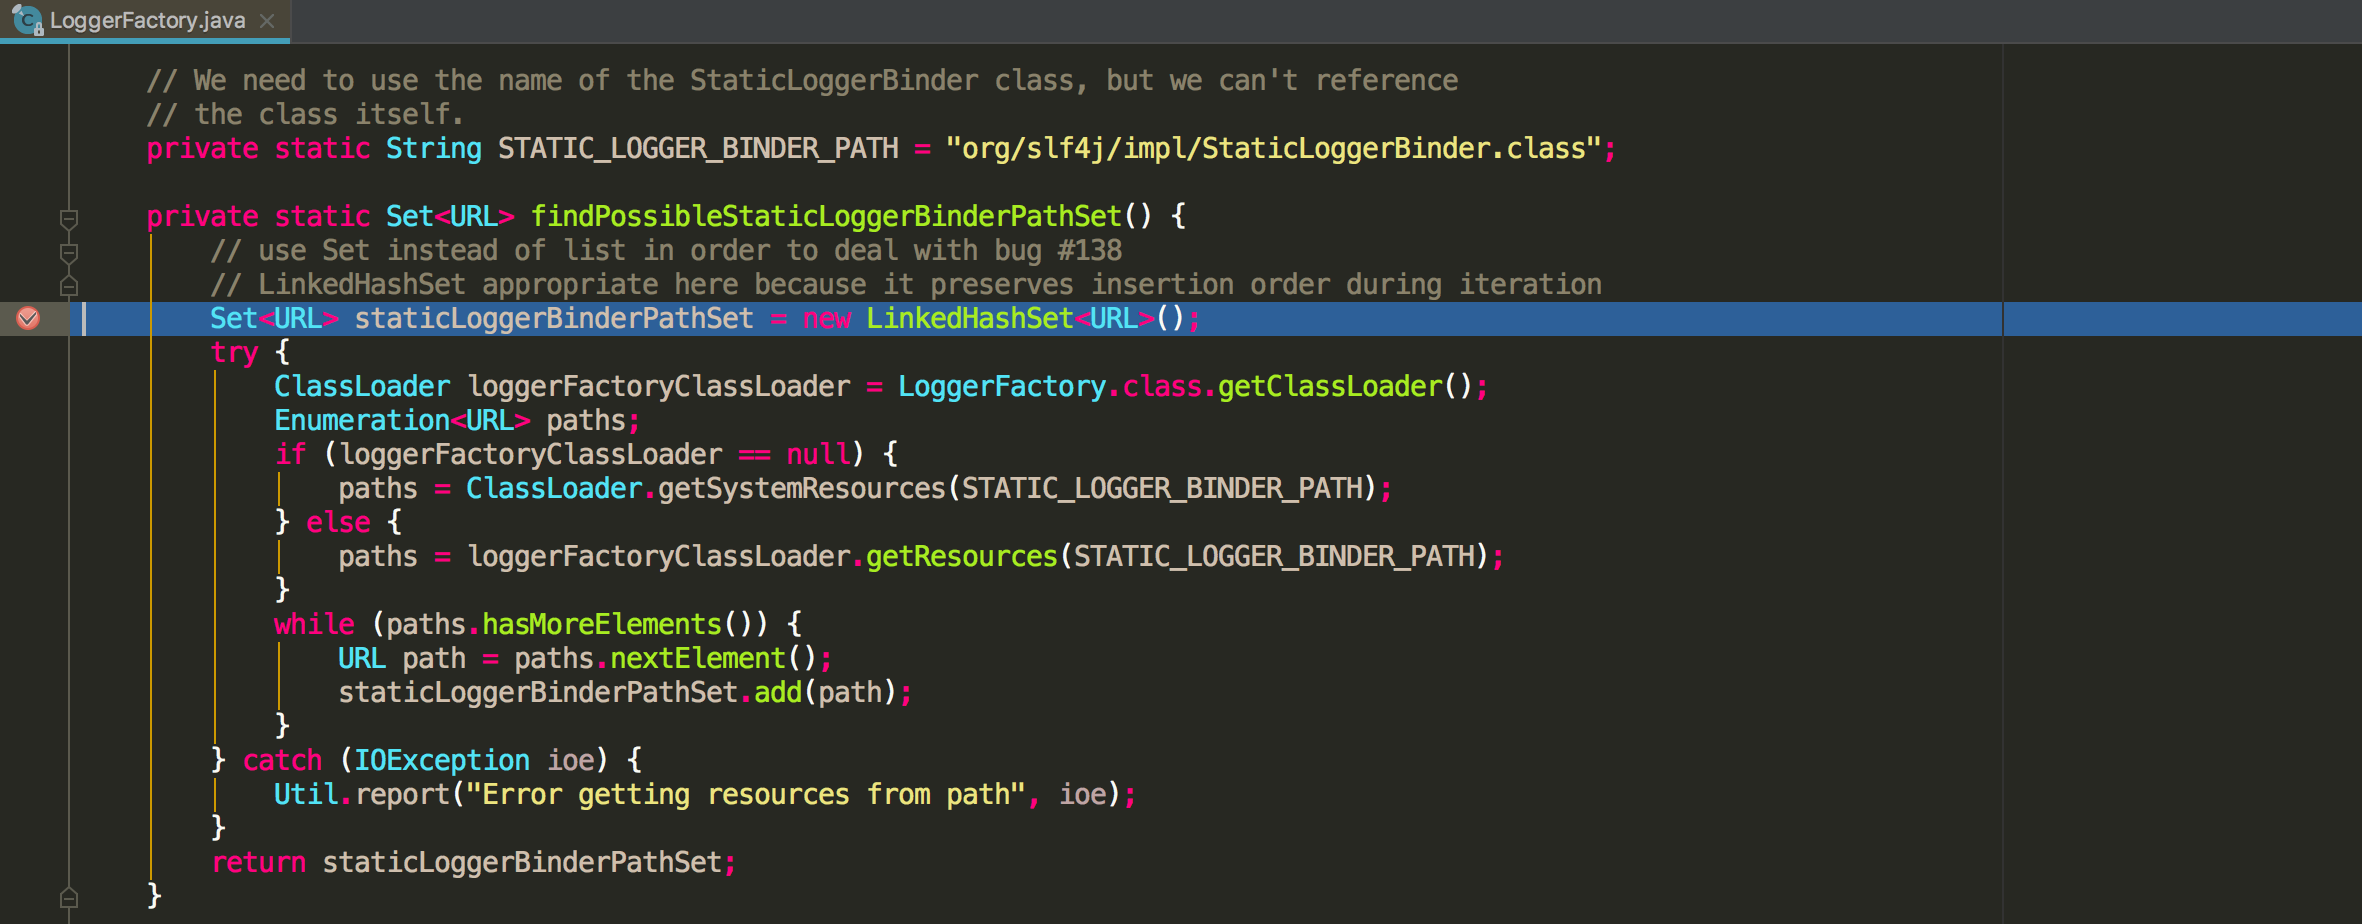 LoggerFactory.java
// We need to use the name of the StaticLoggerBinder class, but we can't reference
// the class itself.
private static String STATIC_LOGGER_BINDER_PATH = "org/slf4j/impl/StaticLoggerBinder.class";
private static Set<URL> findPossibleStaticLoggerBinderPathSet() {
// use Set instead of list in order to deal with bug #138
// LinkedHashSet appropriate here because it preserves insertion order during iteration
Set<URL> staticLoggerBinderPathSet = new LinkedHashSet<URL>();
try {
ClassLoader loggerFactoryClassLoader = LoggerFactory.class.getClassLoader();
Enumeration<URL> paths;
if (loggerFactoryClassLoader == null) {
paths = ClassLoader.getSystemResources(STATIC_LOGGER_BINDER_PATH);
} else {
paths = loggerFactoryClassLoader.getResources(STATIC_LOGGER_BINDER_PATH);
}
while (paths.hasMoreElements()) {
URL path = paths.nextElement();
staticLoggerBinderPathSet.add(path);
}
} catch (IOException ioe) {
Util.report("Error getting resources from path", ioe);
}
return staticLoggerBinderPathSet;
}